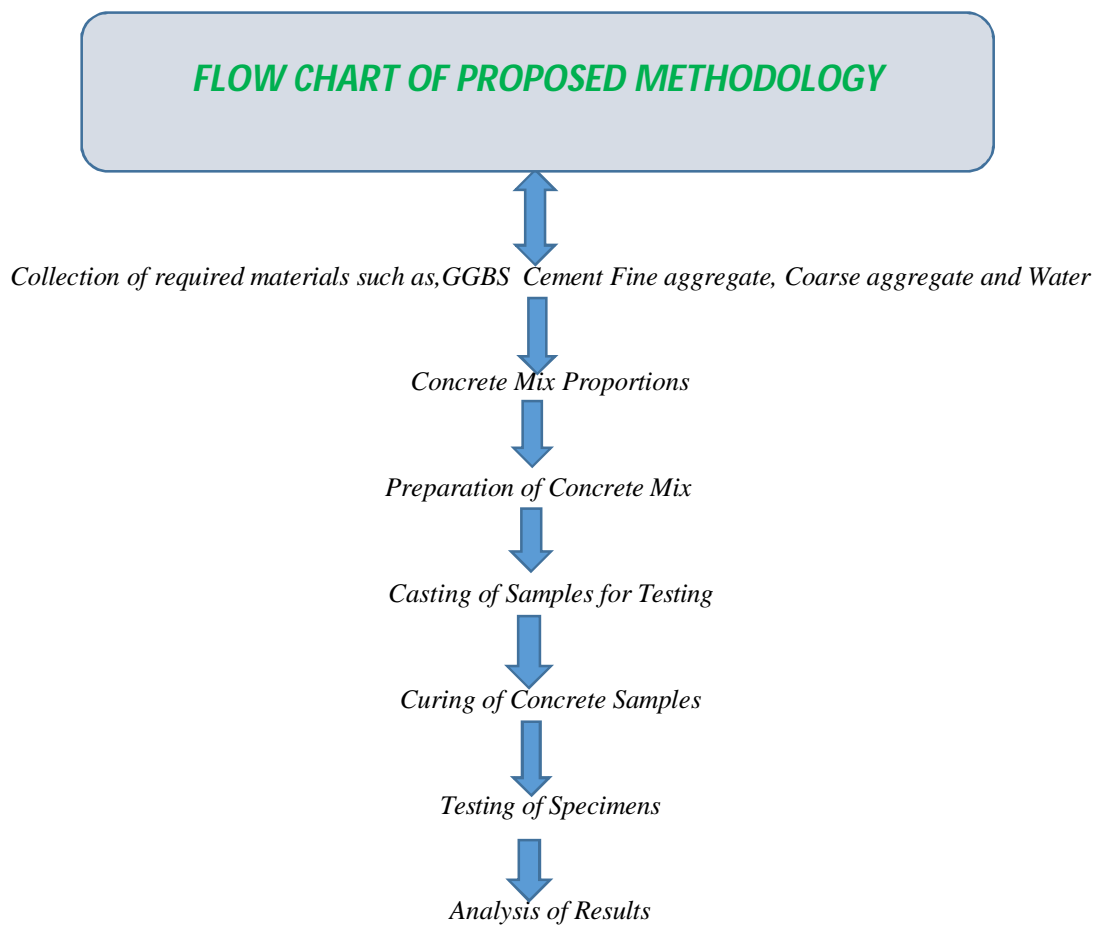 FLOW CHART OF PROPOSED METHODOLOGY
Collection of required materials such as,GGBS  Cement Fine aggregate, Coarse aggregate and Water
Concrete Mix Proportions
Preparation of Concrete Mix
Casting of Samples for Testing
Curing of Concrete Samples
Testing of Specimens
Analysis of Results